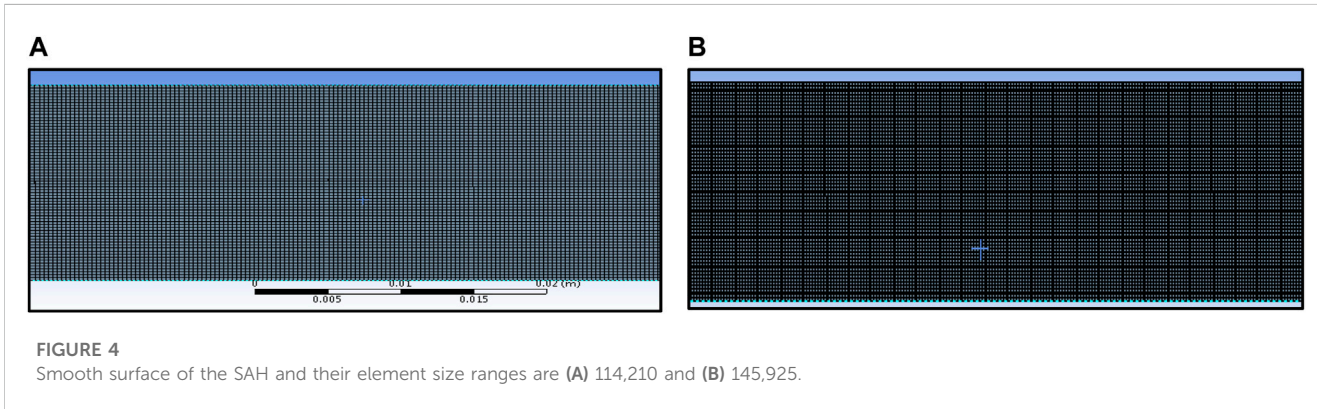 A
B
0 0.01 0.02 (m)
0.005 0.015
FIGURE 4
Smooth surface of the SAH and their element size ranges are (A) 114,210 and (B) 145,925.